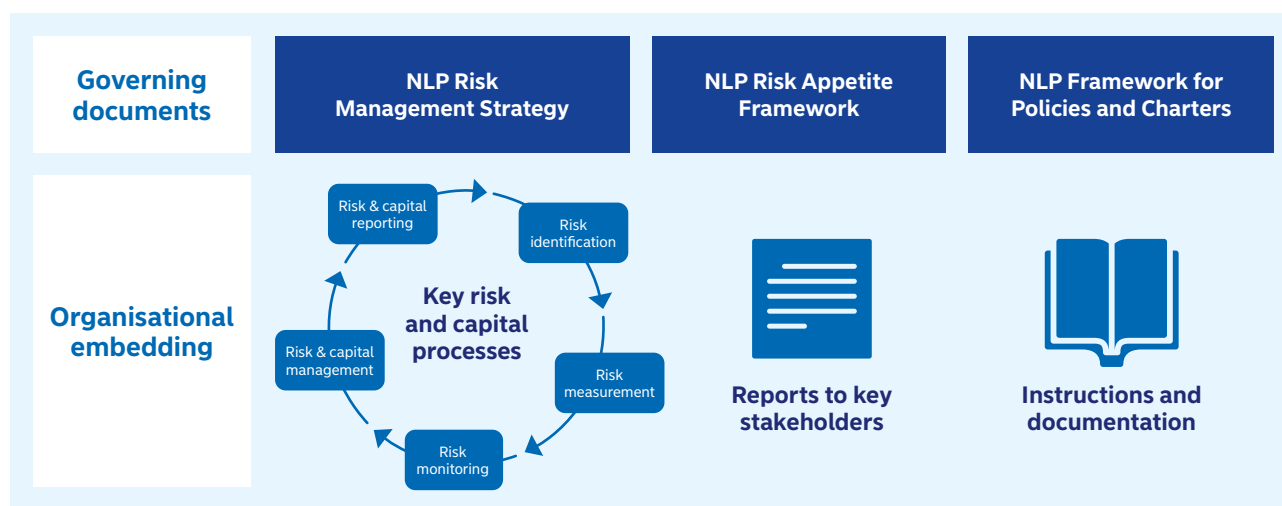 Governing
documents
NLP Risk
Management Strategy
NLP Risk Appetite
Framework
NLP Framework for
Policies and Charters
Organisational
embedding
Risk & capital
reporting
Risk
identification
Key risk
and capital
processes
Risk & capital
management
Risk
measurement
Risk
monitoring
Reports to key
stakeholders
Instructions and
documentation